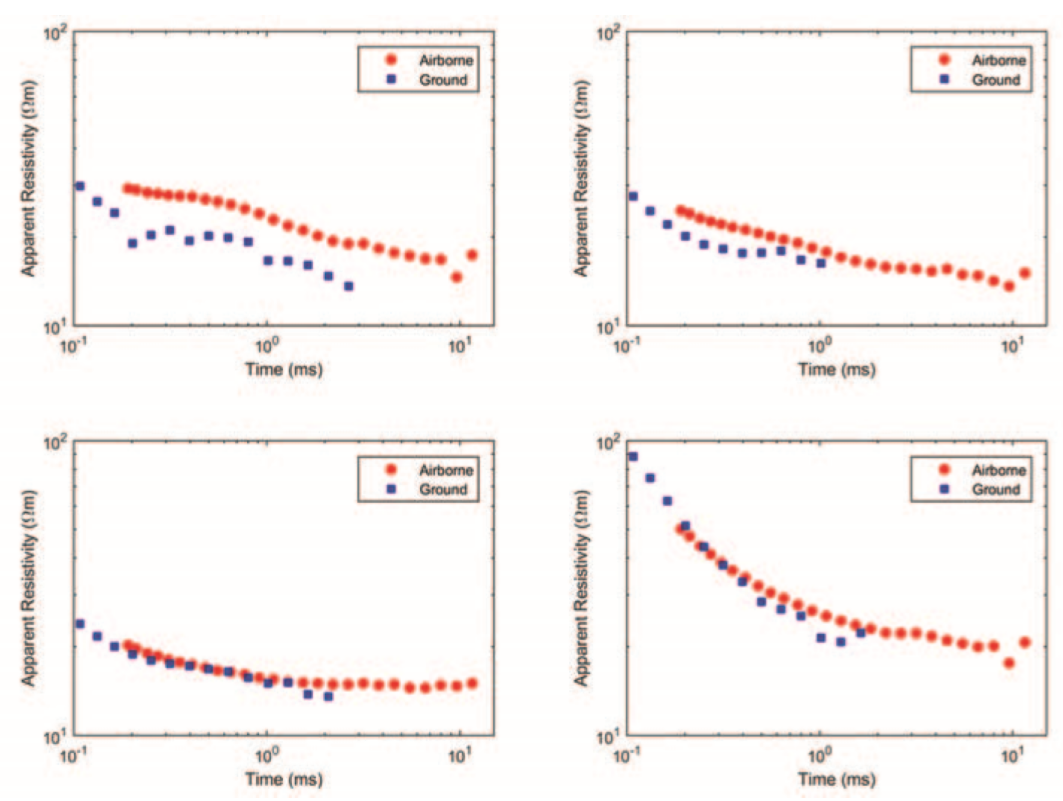 10² 10²
Airborne Airborne
Ground Ground
Apparent Resistivity (Ωm) Apparent Resistivity (Ωm)
10¹ 10¹
10⁻¹ 10⁰ 10¹ 10⁻¹ 10⁰ 10¹
Time (ms) Time (ms)
10² 10²
Airborne Airborne
Ground Ground
Apparent Resistivity (Ωm) Apparent Resistivity (Ωm)
10¹ 10¹
10⁻¹ 10⁰ 10¹ 10⁻¹ 10⁰ 10¹
Time (ms) Time (ms)